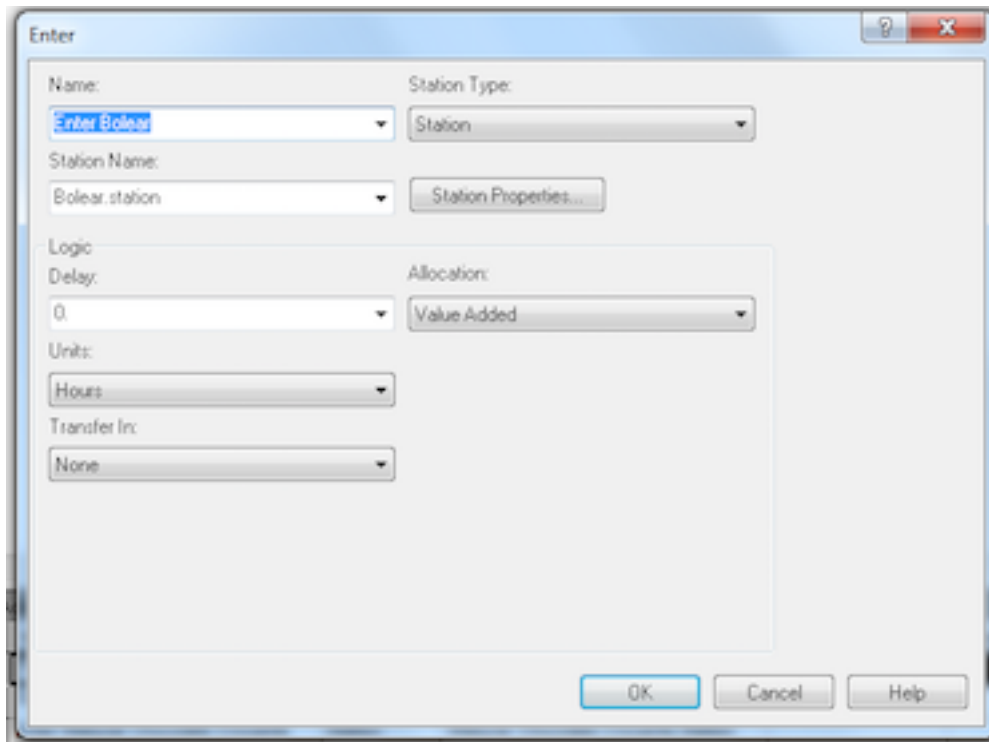 Enter
Name:
Station Type:
Enter Bolear
Station
Station Name:
Bolear.station
Station Properties...
Logic
Delay:
Allocation:
0.
Value Added
Units:
Hours
Transfer In:
None
OK
Cancel
Help